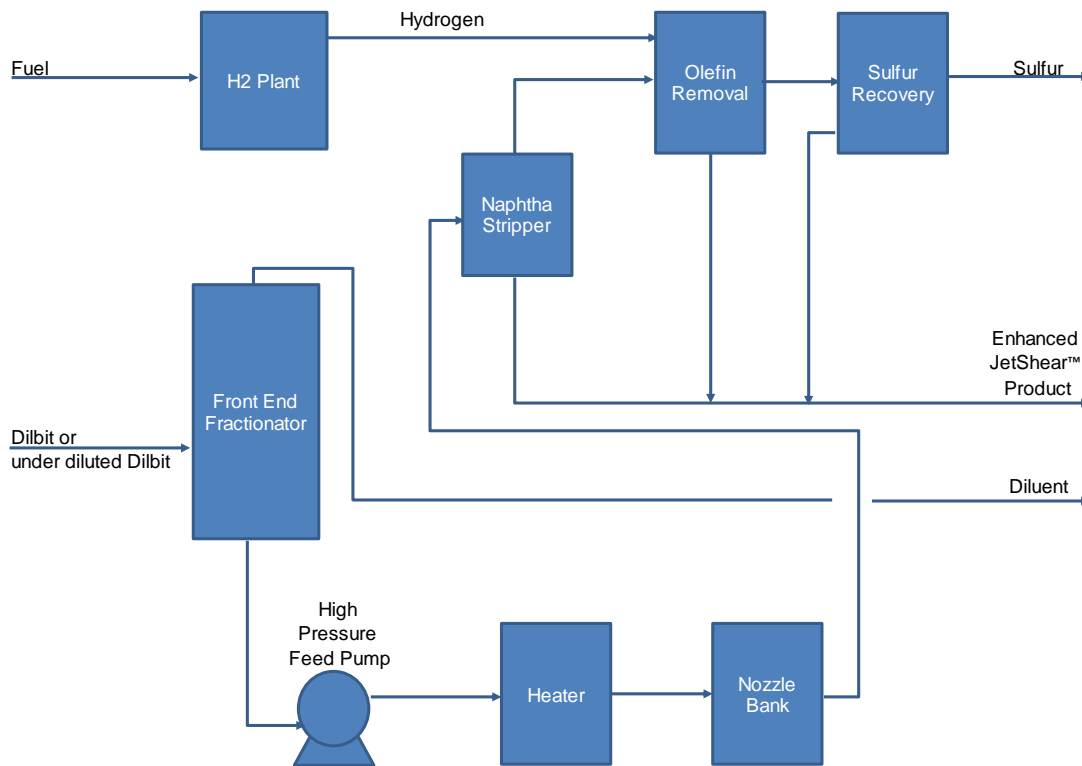 Hydrogen
Fuel
H2 Plant
Olefin
Removal
Sulfur
Recovery
Sulfur
Naphtha
Stripper
Enhanced
JetShear™
Product
Front End
Fractionator
Dilbit or
under diluted Dilbit
Diluent
High
Pressure
Feed Pump
Heater
Nozzle
Bank